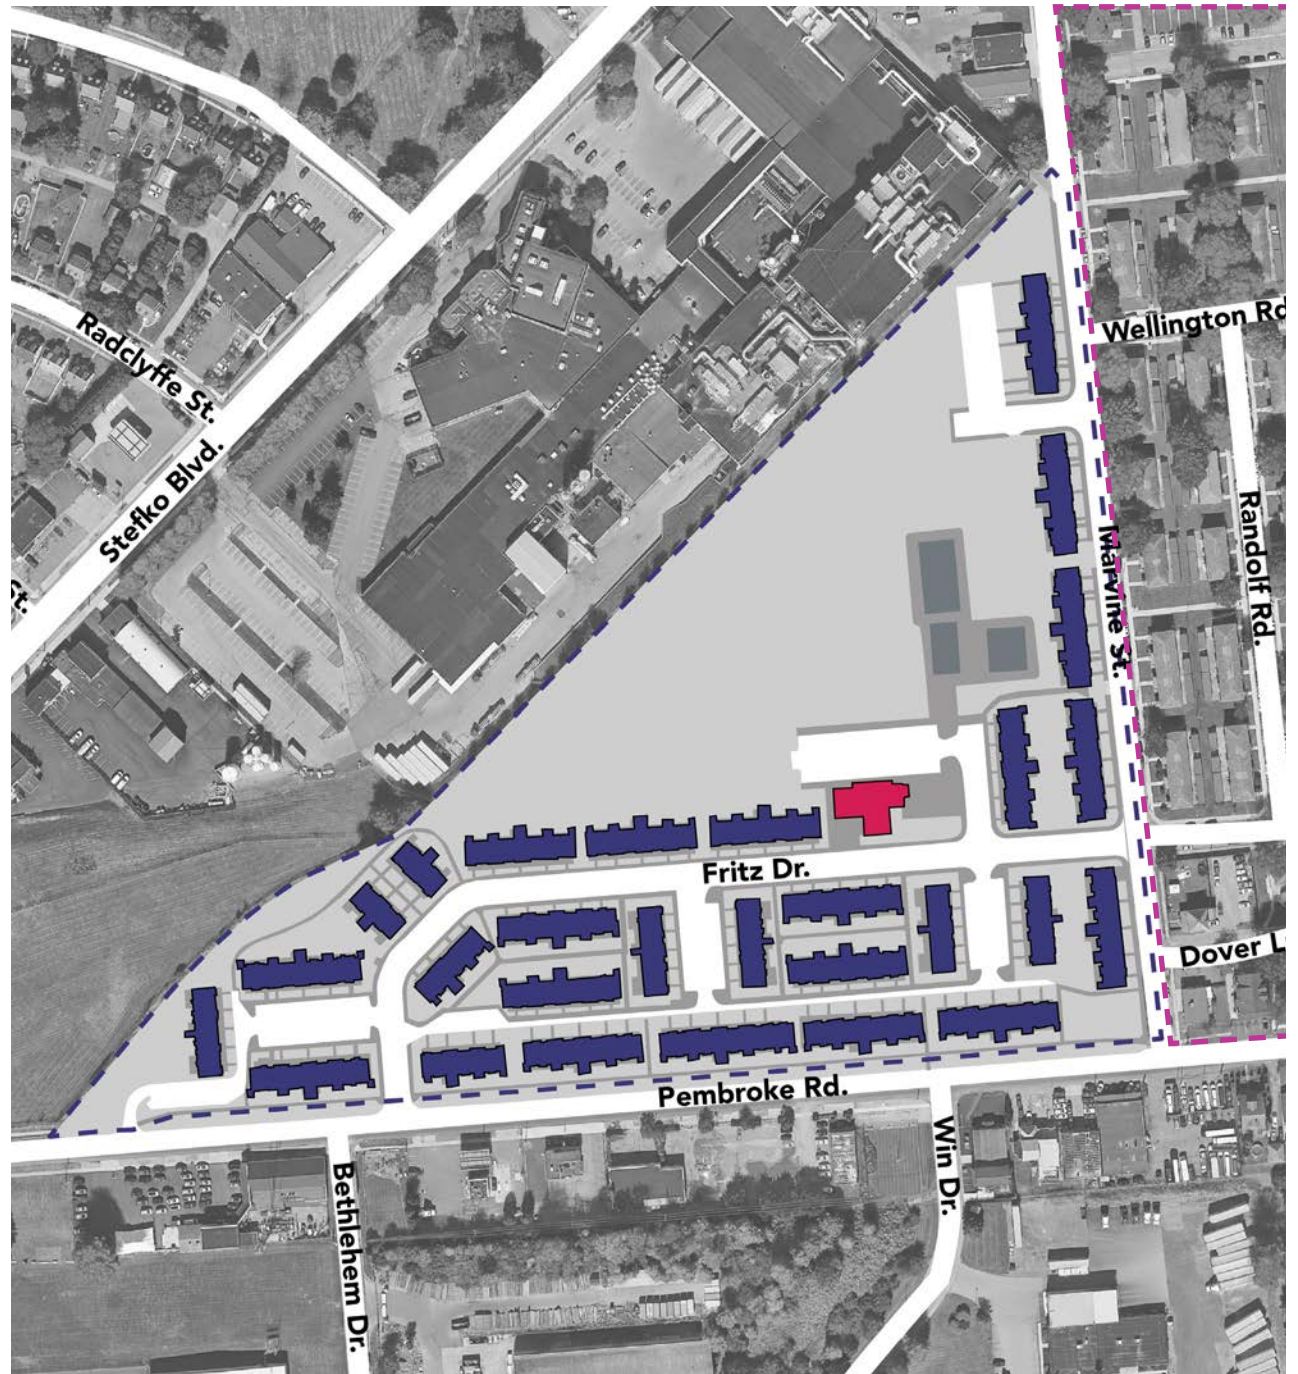 Wellington Rd
Radclyffe St.
Stefko Blvd.
St.
Randolf Rd.
Marvine St.
Fritz Dr.
Dover L
Pembroke Rd.
Win Dr.
Bethlehem Dr.